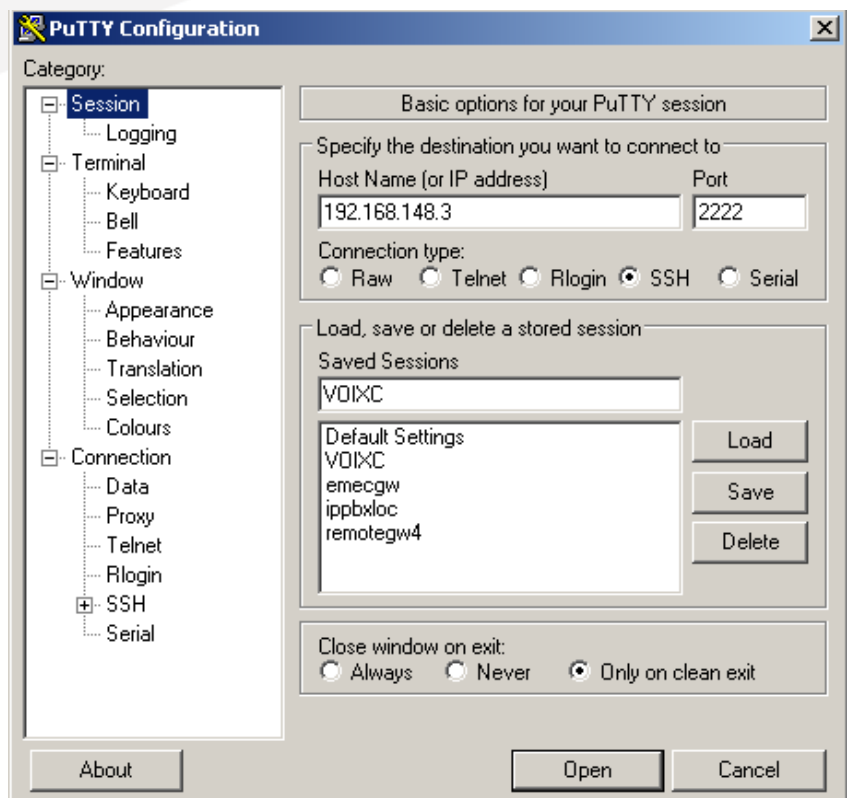 PuTTY Configuration
Category:
Session
Logging
Terminal
Keyboard
Bell
Features
Window
Appearance
Behaviour
Translation
Selection
Colours
Connection
Data
Proxy
Telnet
Rlogin
SSH
Serial
Basic options for your PuTTY session
Specify the destination you want to connect to
Host Name (or IP address) Port
192.168.148.3 2222
Connection type:
Raw Telnet Rlogin SSH Serial
Load, save or delete a stored session
Saved Sessions
VOIXC
Default Settings
VOIXC
emecgw
ippbxloc
remotegw4
Load
Save
Delete
Close window on exit:
Always Never Only on clean exit
About Open Cancel